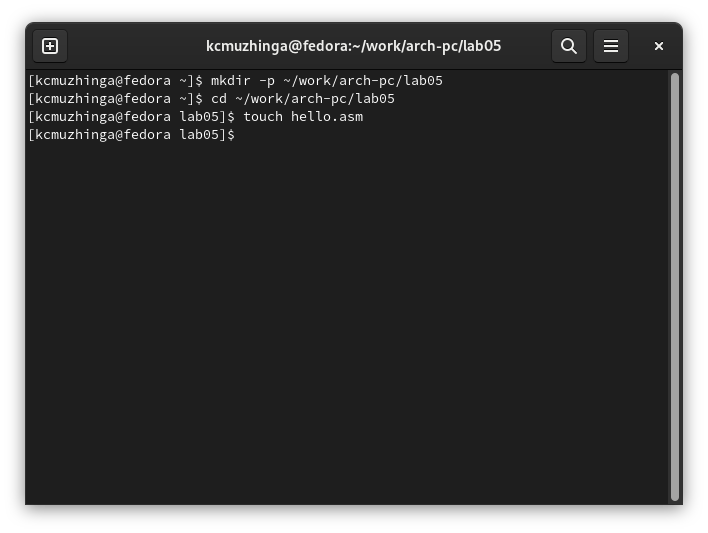 kcmuzhinga@fedora:~/work/arch-pc/lab05
[kcmuzhinga@fedora ~]$ mkdir -p ~/work/arch-pc/lab05
[kcmuzhinga@fedora ~]$ cd ~/work/arch-pc/lab05
[kcmuzhinga@fedora lab05]$ touch hello.asm
[kcmuzhinga@fedora lab05]$